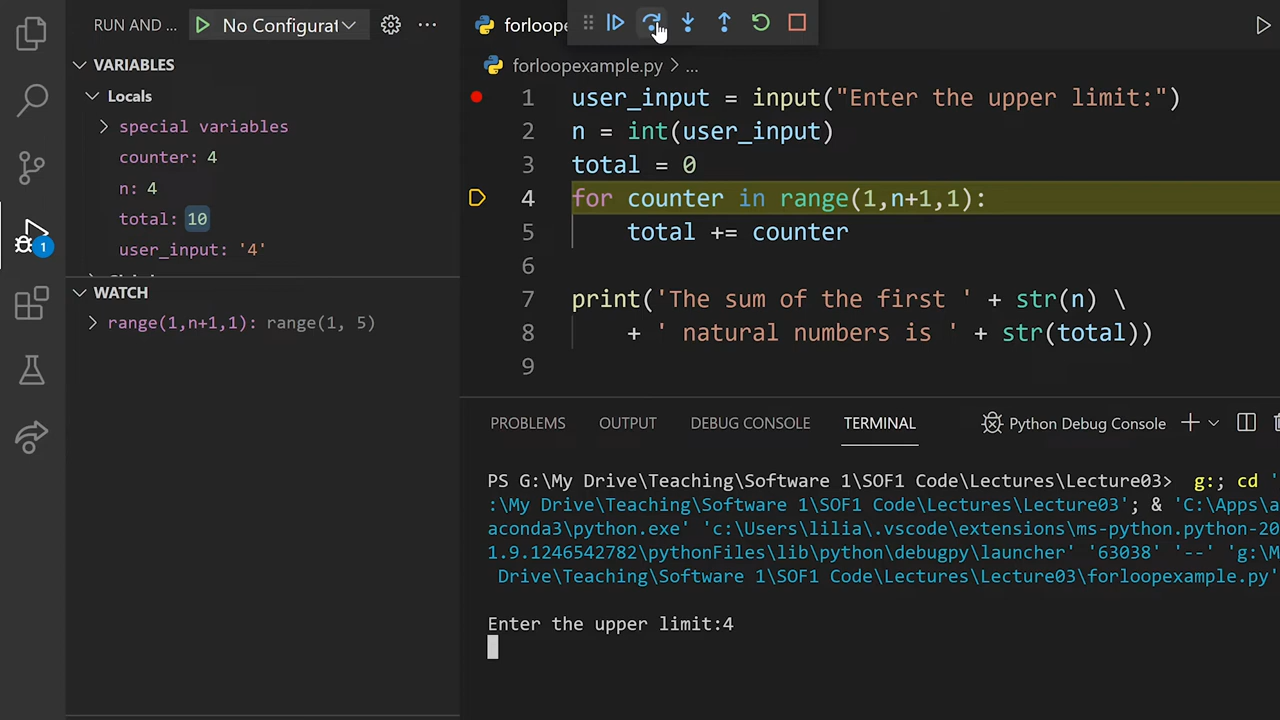 RUN AND ...
No Configurat
VARIABLES
Locals
special variables
counter: 4
n: 4
total: 10
user_input: '4'
1
WATCH
range(1,n+1,1): range(1, 5)
forloope
forloopexample.py > ...
1 user_input = input("Enter the upper limit:")
2 n = int(user_input)
3 total = 0
4 for counter in range(1,n+1,1):
5 total += counter
6
7 print('The sum of the first ' + str(n) \
8 + ' natural numbers is ' + str(total))
9
PROBLEMS OUTPUT DEBUG CONSOLE TERMINAL Python Debug Console
PS G:\My Drive\Teaching\Software 1\SOF1 Code\Lectures\Lecture03> g:; cd '
:\My Drive\Teaching\Software 1\SOF1 Code\Lectures\Lecture03'; & 'C:\Apps\a
aconda3\python.exe' 'c:\Users\lilia\.vscode\extensions\ms-python.python-20
1.9.1246542782\pythonFiles\lib\python\debugpy\launcher' '63038' '--' 'g:\M
Drive\Teaching\Software 1\SOF1 Code\Lectures\Lecture03\forloopexample.py'
Enter the upper limit:4